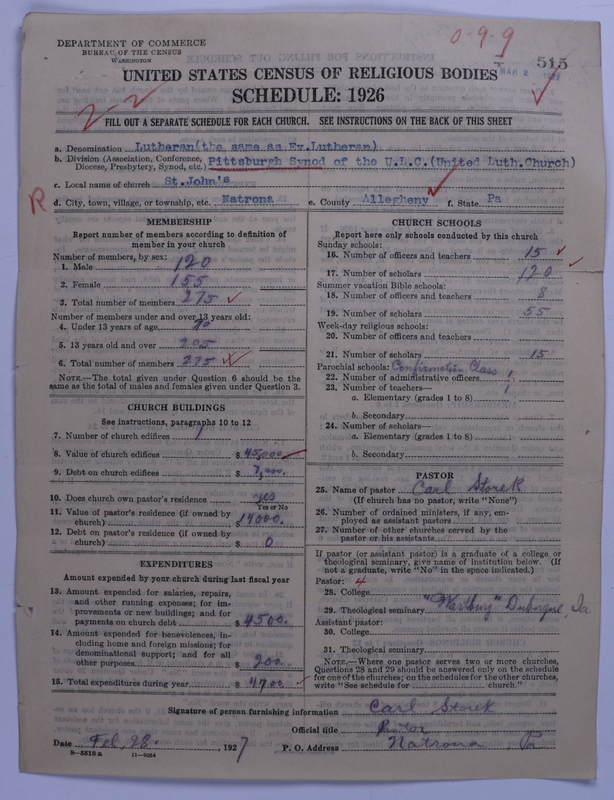 DEPARTMENT OF COMMERCE
BUREAU OF THE CENSUS
WASHINGTON
0-9-9
515
MAR 2
UNITED STATES CENSUS OF RELIGIOUS BODIES
SCHEDULE: 1926
2-2
FILL OUT A SEPARATE SCHEDULE FOR EACH CHURCH. SEE INSTRUCTIONS ON THE BACK OF THIS SHEET
a. Denomination Lutheran(the same as Ev.Lutheran)
b. Division (Association, Conference, Diocese, Presbytery, Synod, etc.) Pittsburgh Synod of the U.L.C.(United Luth.Church)
c. Local name of church St.John's
R
d. City, town, village, or township, etc. Natrona e. County Allegheny f. State Pa
MEMBERSHIP
Report number of members according to definition of
member in your church
Number of members, by sex:
1. Male 120
2. Female 155
3. Total number of members 275
Number of members under and over 13 years old:
4. Under 13 years of age 70
5. 13 years old and over 205
6. Total number of members 275
NOTE.—The total given under Question 6 should be the
same as the total of males and females given under Question 3.
CHURCH BUILDINGS
See instructions, paragraphs 10 to 12
7. Number of church edifices 1
8. Value of church edifices $ 45,000
9. Debt on church edifices $ 7,000.
10. Does church own pastor's residence yes
Yes or No
11. Value of pastor's residence (if owned by
church) $ 14000.
12. Debt on pastor's residence (if owned by
church) $ 0
EXPENDITURES
Amount expended by your church during last fiscal year
13. Amount expended for salaries, repairs,
and other running expenses; for im-
provements or new buildings; and for
payments on church debt $ 4500.
14. Amount expended for benevolences, in-
cluding home and foreign missions; for
denominational support; and for all
other purposes $ 200.
15. Total expenditures during year $ 4700
CHURCH SCHOOLS
Report here only schools conducted by this church
Sunday schools:
16. Number of officers and teachers 15
17. Number of scholars 120
Summer vacation Bible schools:
18. Number of officers and teachers 8
19. Number of scholars 55
Week-day religious schools:
20. Number of officers and teachers
21. Number of scholars 15
Parochial schools: Confirmation Class
22. Number of administrative officers 1
23. Number of teachers— 1
a. Elementary (grades 1 to 8)
b. Secondary
24. Number of scholars—
a. Elementary (grades 1 to 8)
b. Secondary
PASTOR
25. Name of pastor Carl Storek
(If church has no pastor, write "None")
26. Number of ordained ministers, if any, em-
ployed as assistant pastors
27. Number of other churches served by the
pastor or his assistants
If pastor (or assistant pastor) is a graduate of a college or
theological seminary, give name of institution below. (If
not a graduate, write "No" in the space indicated.)
Pastor: 4
28. College
29. Theological seminary "Wartburg" Dubuque, Ia
Assistant pastor:
30. College
31. Theological seminary
NOTE.—Where one pastor serves two or more churches,
Questions 28 and 29 should be answered only on the schedule
for one of the churches; on the schedules for the other churches,
write "See schedule for church."
Signature of person furnishing information Carl Storek
Official title Pastor
Date Feb, 28. , 1927 P. O. Address Natrona Pa
8-5518a 11-9054